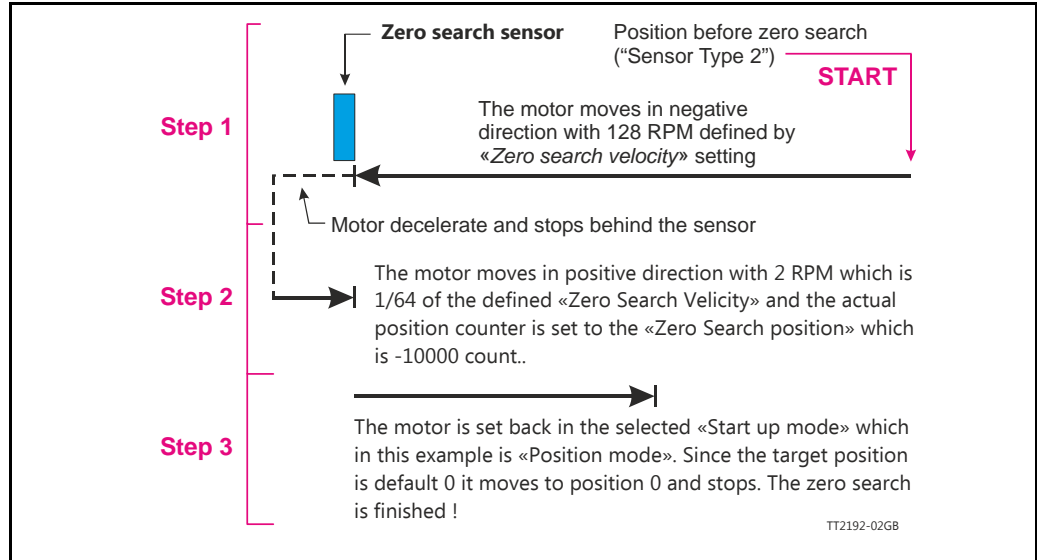 Zero search sensor
Position before zero search
("Sensor Type 2")
START
Step 1
The motor moves in negative
direction with 128 RPM defined by
«Zero search velocity» setting
Motor decelerate and stops behind the sensor
Step 2
The motor moves in positive direction with 2 RPM which is
1/64 of the defined «Zero Search Velicity» and the actual
position counter is set to the «Zero Search position» which
is -10000 count..
Step 3
The motor is set back in the selected «Start up mode» which
in this example is «Position mode». Since the target position
is default 0 it moves to position 0 and stops. The zero search
is finished !
TT2192-02GB